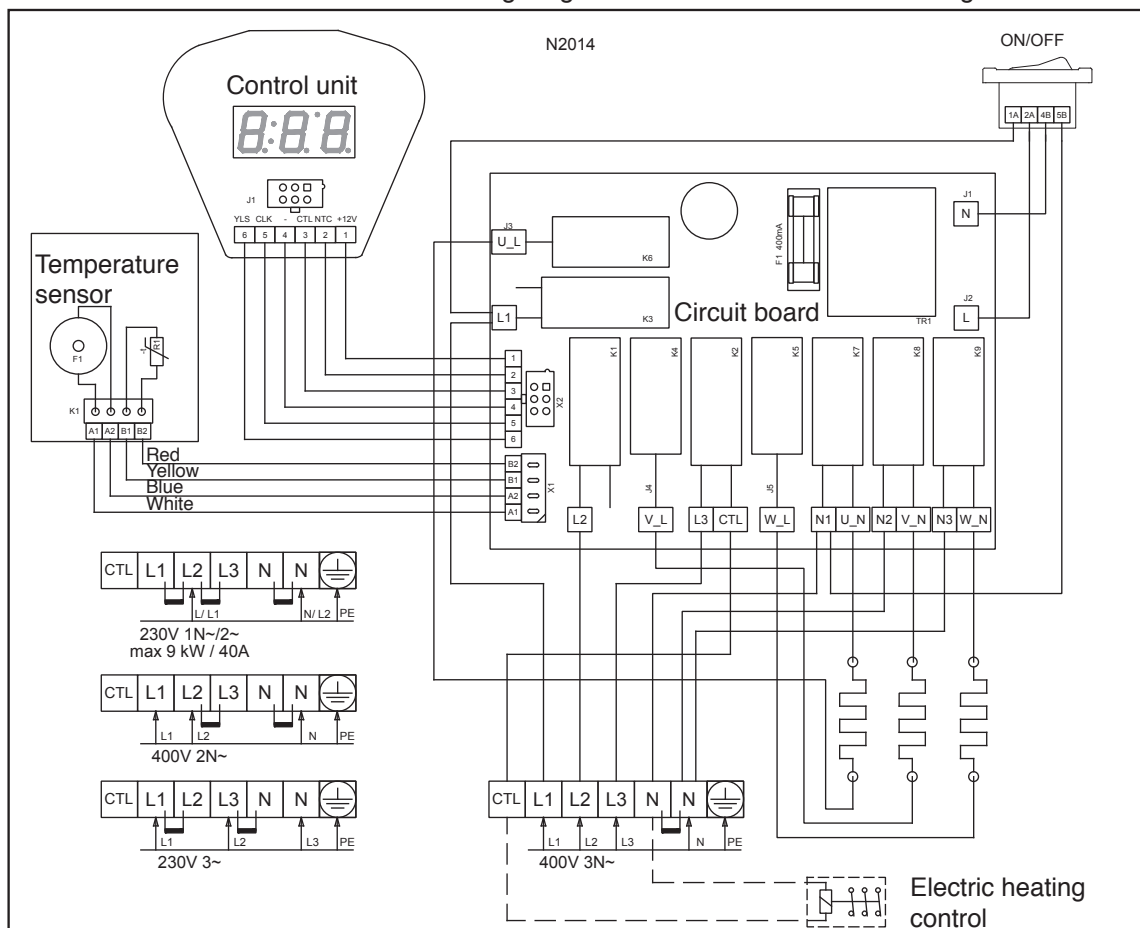 N2014
ON/OFF
1A 2A 4B 5B
Control unit
8:8.8
J1
YLS CLK - CTL NTC +12V
6 5 4 3 2 1
Temperature
sensor
F1
-t
R1
K1
A1 A2 B1 B2
Red
Yellow
Blue
White
J3
U_L
K6
L1
K3
Circuit board
F1 400mA
TR1
J1
N
J2
L
1
2
3
4
5
6
X2
B2
B1
A2
A1
X1
K1
K4
K2
K5
K7
K8
K9
J4
J5
L2 V_L L3 CTL W_L N1 U_N N2 V_N N3 W_N
CTL L1 L2 L3 N N
L/ L1 N/ L2 PE
230V 1N~/2~
max 9 kW / 40A
CTL L1 L2 L3 N N
L1 L2 N PE
400V 2N~
CTL L1 L2 L3 N N
L1 L2 L3 PE
230V 3~
CTL L1 L2 L3 N N
L1 L2 L3 N PE
400V 3N~
Electric heating
control